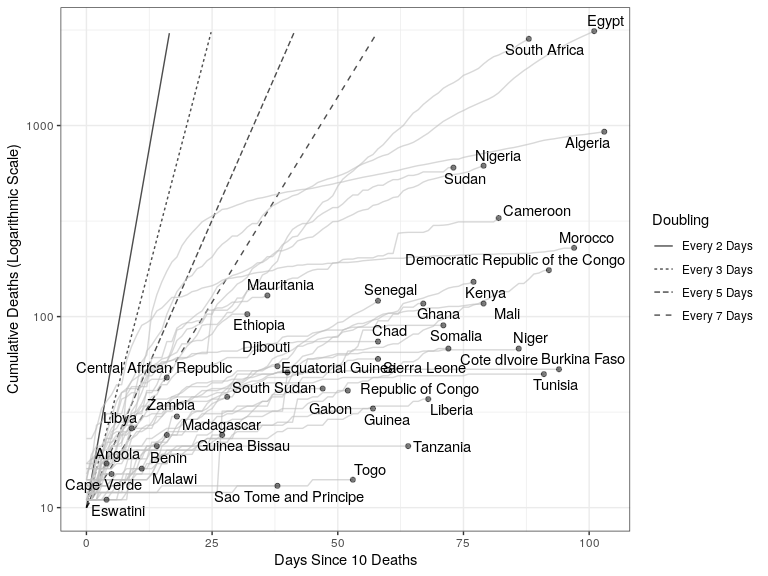 Egypt
South Africa
1000
Algeria
Nigeria
Sudan
Cameroon
Morocco
Democratic Republic of the Congo
Mauritania
Senegal
Kenya
100
Ghana
Mali
Ethiopia
Chad
Somalia
Niger
Djibouti
Cote dIvoire
Burkina Faso
Central African Republic
Equatorial Guinea
Sierra Leone
Tunisia
South Sudan
Republic of Congo
Zambia
Gabon
Liberia
Libya
Madagascar
Guinea
Guinea Bissau
Tanzania
Angola
Benin
Togo
Cape Verde
Malawi
Sao Tome and Principe
10
Eswatini
0
25
50
75
100
Days Since 10 Deaths
Cumulative Deaths (Logarithmic Scale)
Doubling
Every 2 Days
Every 3 Days
Every 5 Days
Every 7 Days